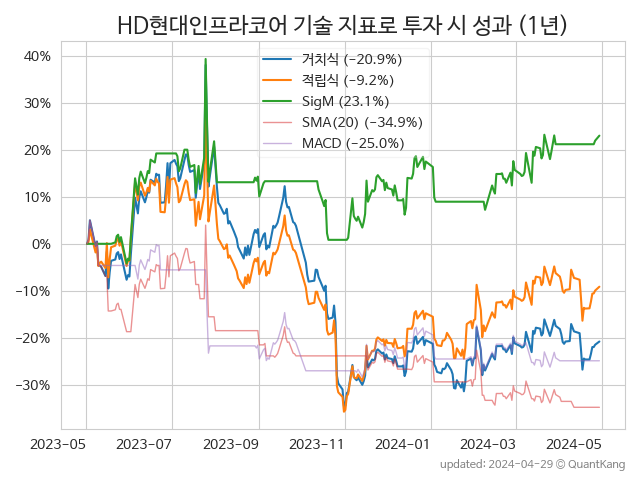 HD현대인프라코어 기술 지표로 투자 시 성과 (1년)
거치식 (−20.9%)
적립식 (−9.2%)
SigM (23.1%)
SMA(20) (−34.9%)
MACD (−25.0%)
40%
30%
20%
10%
0%
−10%
−20%
−30%
2023-05 2023-07 2023-09 2023-11 2024-01 2024-03 2024-05
updated: 2024-04-29 © QuantKang